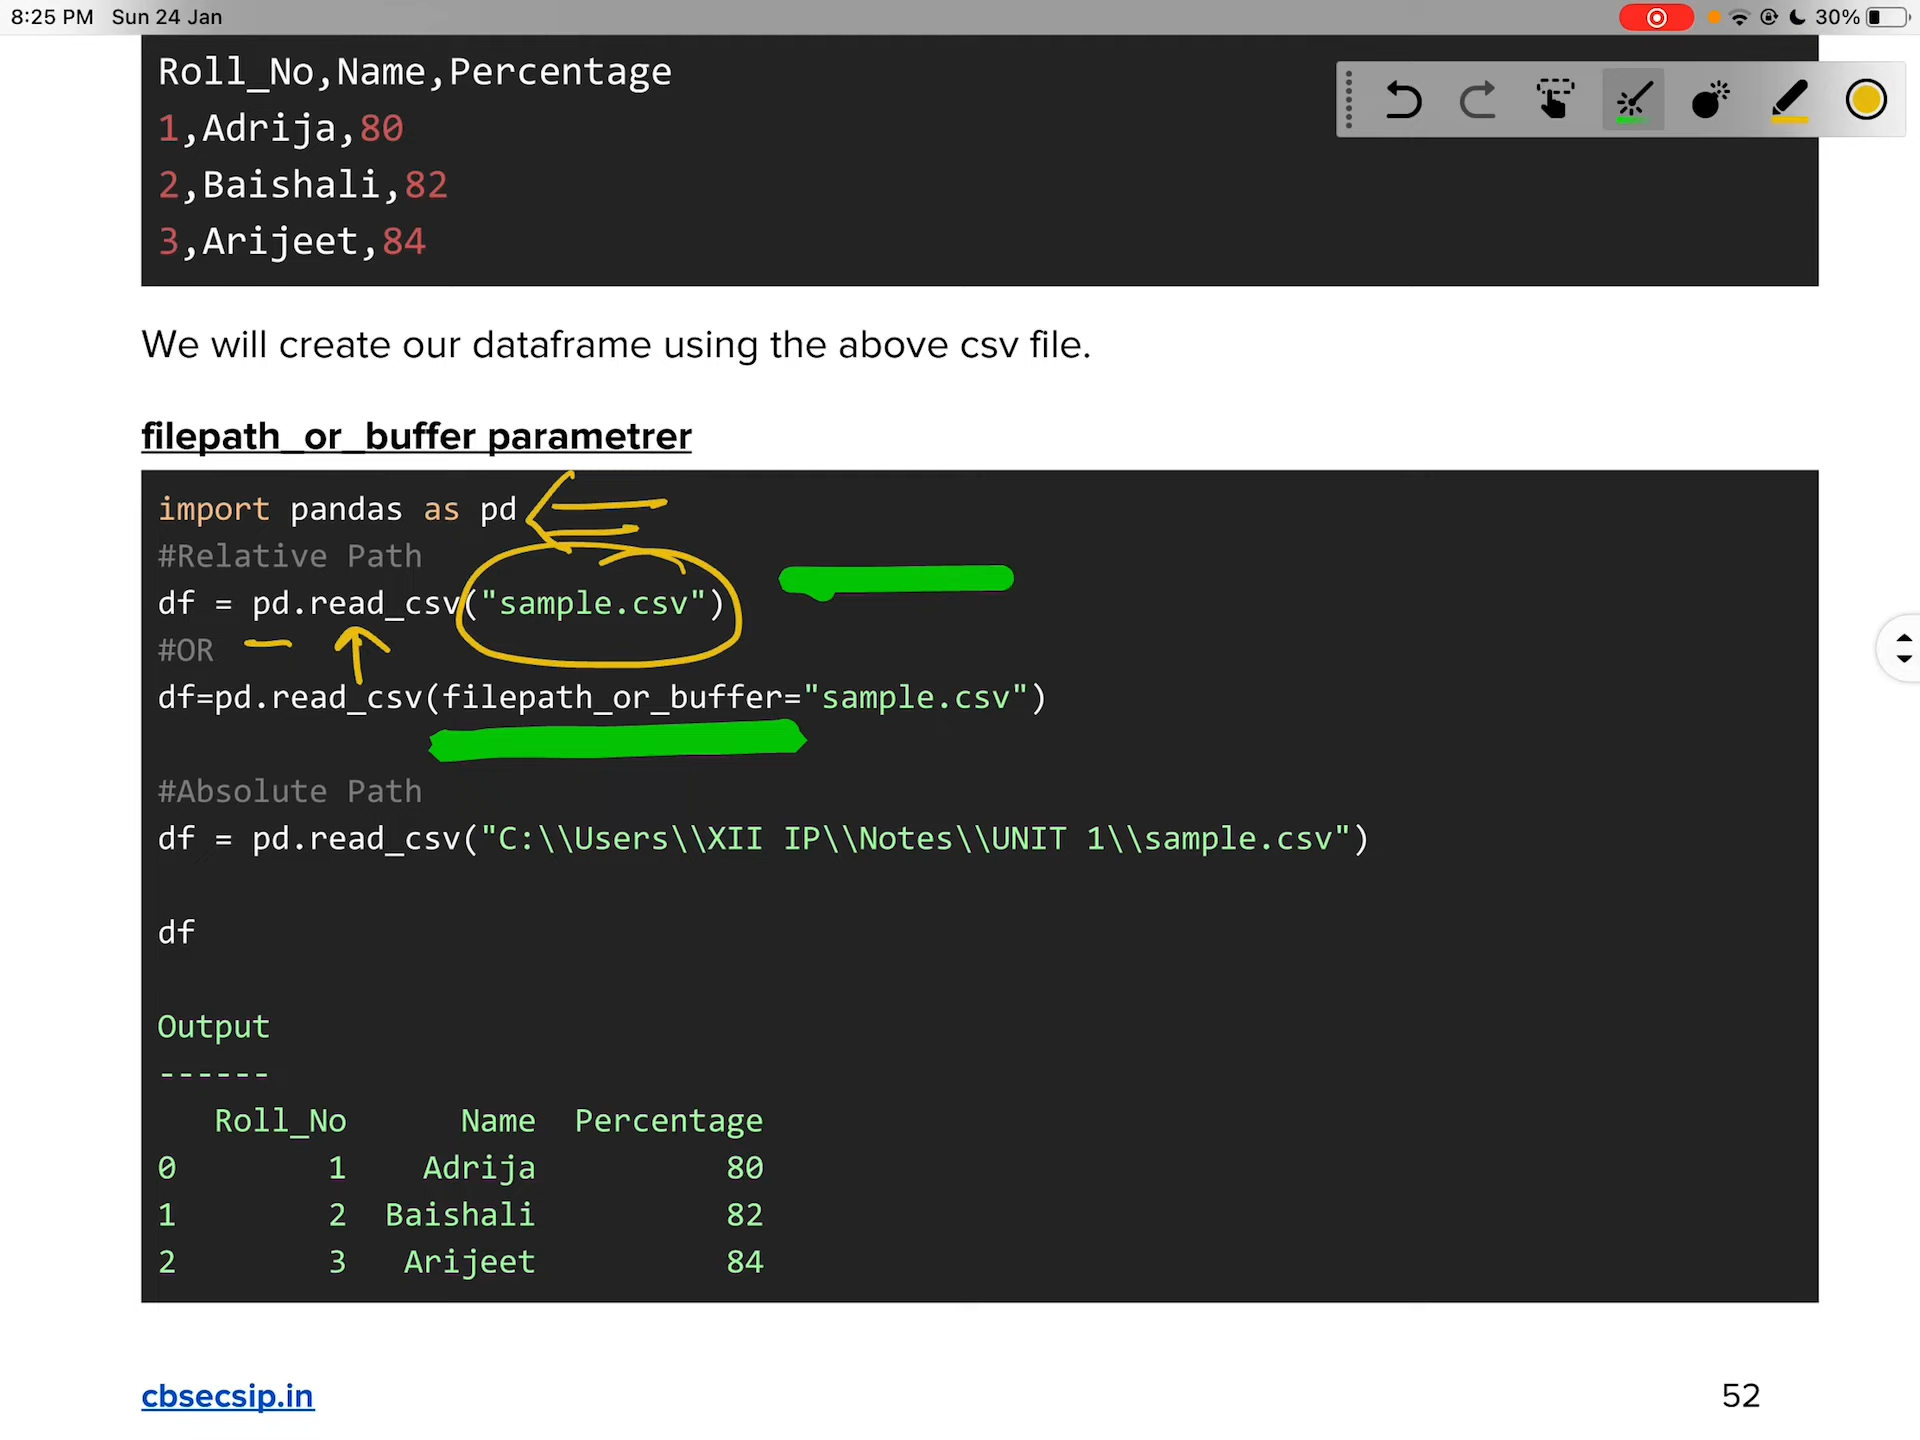 8:25 PM Sun 24 Jan 30%
Roll_No,Name,Percentage
1,Adrija,80
2,Baishali,82
3,Arijeet,84
We will create our dataframe using the above csv file.
filepath_or_buffer parametrer
import pandas as pd
#Relative Path
df = pd.read_csv("sample.csv")
#OR
df=pd.read_csv(filepath_or_buffer="sample.csv")
#Absolute Path
df = pd.read_csv("C:\\Users\\XII IP\\Notes\\UNIT 1\\sample.csv")
df
Output
------
Roll_No Name Percentage
0 1 Adrija 80
1 2 Baishali 82
2 3 Arijeet 84
cbsecsip.in 52